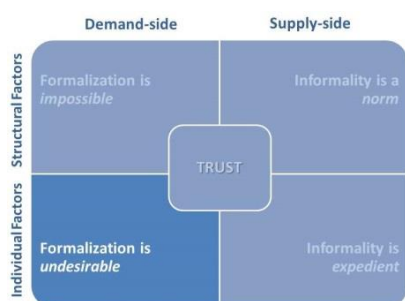 Demand-side
Supply-side
Structural Factors
Formalization is
impossible
Informality is a
norm
TRUST
Individual Factors
Formalization is
undesirable
Informality is
expedient